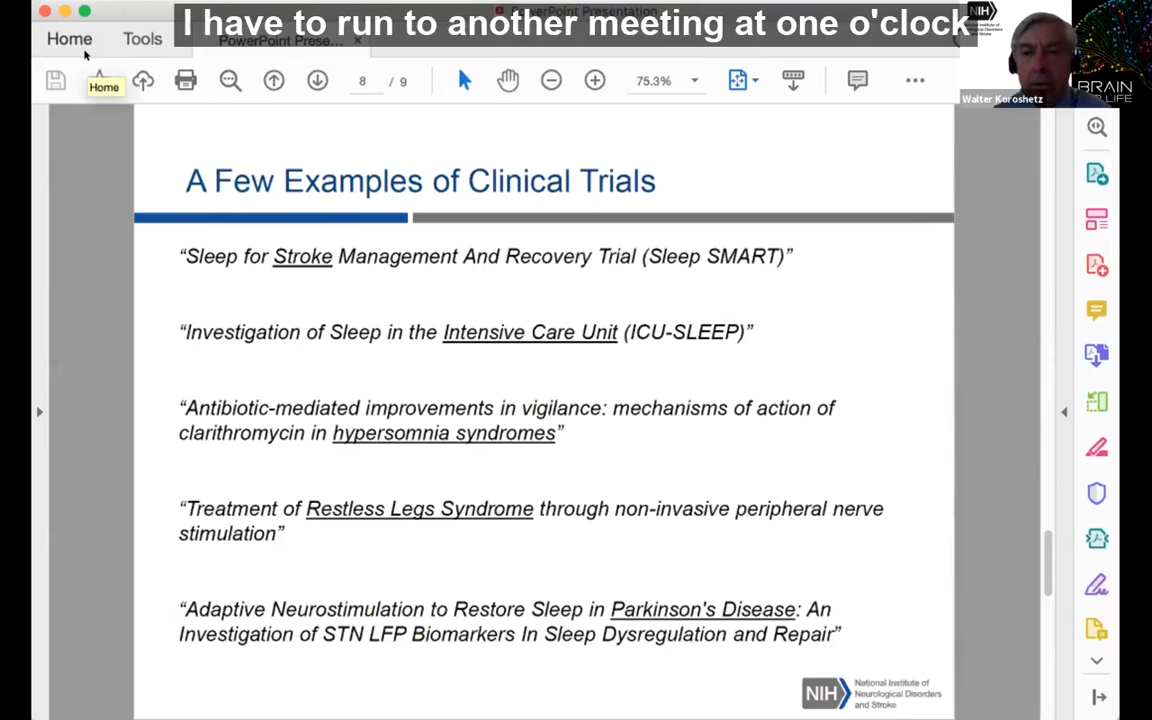 I have to run to another meeting at one o'clock
Home
Tools
PowerPoint Prese...
Home
8 / 9
75.3%
Walter Koroshetz
BRAIN
LIFE
A Few Examples of Clinical Trials
“Sleep for Stroke Management And Recovery Trial (Sleep SMART)”
“Investigation of Sleep in the Intensive Care Unit (ICU-SLEEP)”
“Antibiotic-mediated improvements in vigilance: mechanisms of action of
clarithromycin in hypersomnia syndromes”
“Treatment of Restless Legs Syndrome through non-invasive peripheral nerve
stimulation”
“Adaptive Neurostimulation to Restore Sleep in Parkinson's Disease: An
Investigation of STN LFP Biomarkers In Sleep Dysregulation and Repair”
NIH
National Institute of
Neurological Disorders
and Stroke